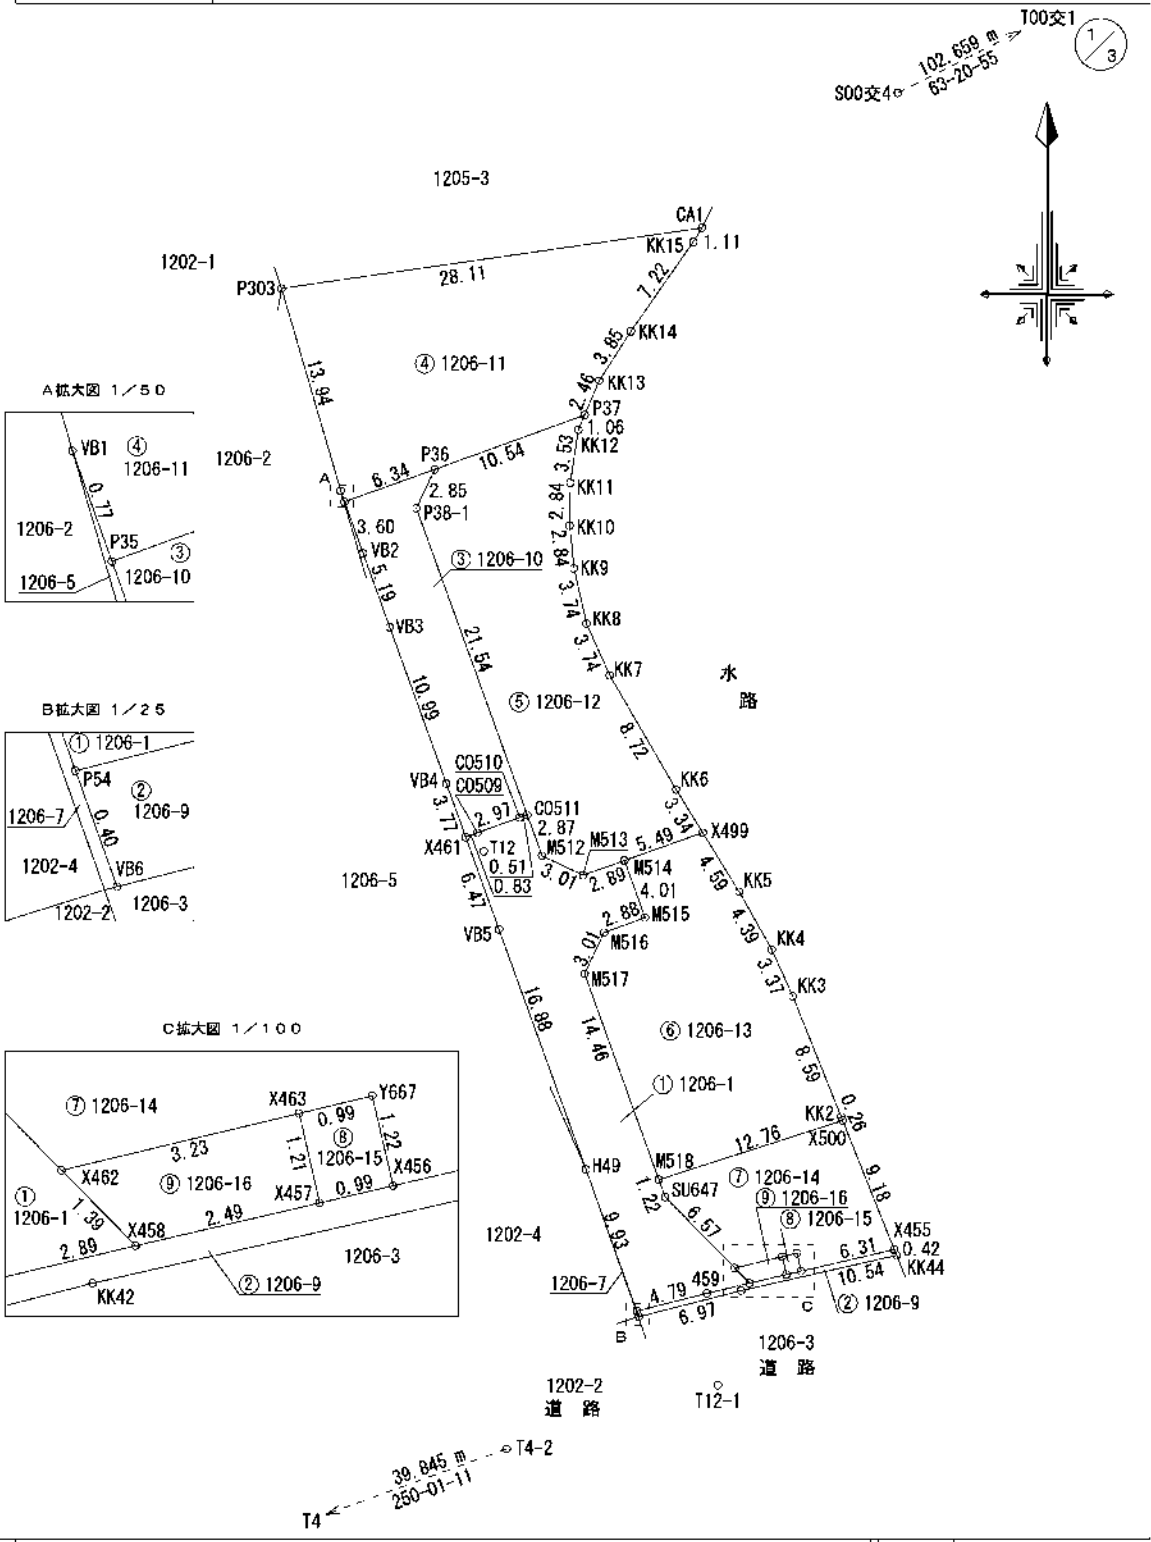 T00交1
1/3
102.659 m
63-20-55
S00交4
1205-3
CA1
KK15
1.11
1202-1
P303
28.11
7.22
KK14
3.85
④ 1206-11
13.94
KK13
2.46
A拡大図 1/50
P37
1.06
KK12
VB1
④
1206-11
0.77
1206-2
P35
③
1206-5
1206-10
1206-2
A
6.34
P36
10.54
3.53
2.85
KK11
P38-1
2.84
3.60
KK10
VB2
2.84
③ 1206-10
KK9
5.19
3.74
VB3
KK8
21.54
3.74
KK7
水路
10.99
⑤ 1206-12
B拡大図 1/25
① 1206-1
P54
②
1206-9
1206-7
0.40
1202-4
VB6
1202-2
1206-3
8.72
C0510
VB4
C0509
KK6
3.77
2.97
C0511
3.34
2.87
M513
5.49
X499
X461
T12
M512
M514
0.51
3.01
2.89
4.59
0.83
4.01
KK5
1206-5
6.47
2.88
M515
VB5
M516
4.39
KK4
3.01
3.37
M517
KK3
16.88
14.46
⑥ 1206-13
8.59
C拡大図 1/100
⑦ 1206-14
X463
Y667
0.99
3.23
1.21
⑧
1206-15
1.22
X462
⑨ 1206-16
X457
0.99
X456
①
1206-1
1.39
X458
2.49
2.89
1206-3
KK42
② 1206-9
① 1206-1
KK2
0.26
12.76
X500
H49
M518
⑦ 1206-14
1.22
SU647
⑨ 1206-16
9.18
6.57
⑧ 1206-15
1202-4
9.93
X455
6.31
0.42
1206-7
4.79
459
10.54
KK44
6.97
C
② 1206-9
B
1206-3
道路
1202-2
道路
T12-1
T4-2
39.845 m
250-01-11
T4